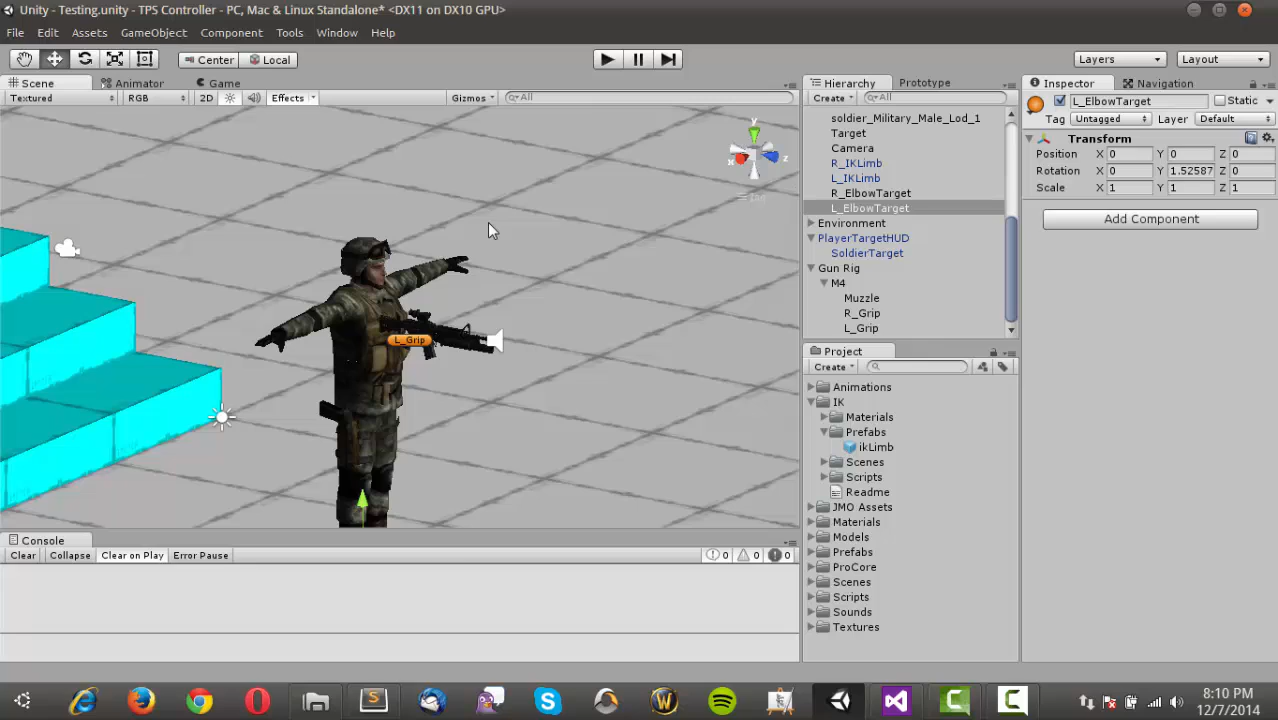 Unity - Testing.unity - TPS Controller - PC, Mac & Linux Standalone* <DX11 on DX10 GPU>
File Edit Assets GameObject Component Tools Window Help
Center Local Layers Layout
Scene Animator Game Hierarchy Prototype Inspector Navigation
Textured RGB 2D Effects Gizmos All Create All L_ElbowTarget Static
Tag Untagged Layer Default
soldier_Military_Male_Lod_1
Target
Camera
R_IKLimb
L_IKLimb
R_ElbowTarget
L_ElbowTarget
Environment
PlayerTargetHUD
SoldierTarget
Gun Rig
M4
Muzzle
R_Grip
L_Grip
Transform
Position X 0 Y 0 Z 0
Rotation X 0 Y 1.52587 Z 0
Scale X 1 Y 1 Z 1
Add Component
y
x
z
L_Grip
Project
Create
Animations
IK
Materials
Prefabs
ikLimb
Scenes
Scripts
Readme
JMO Assets
Materials
Models
Prefabs
ProCore
Scenes
Scripts
Sounds
Textures
Console
Clear Collapse Clear on Play Error Pause 0 0 0
8:10 PM
12/7/2014